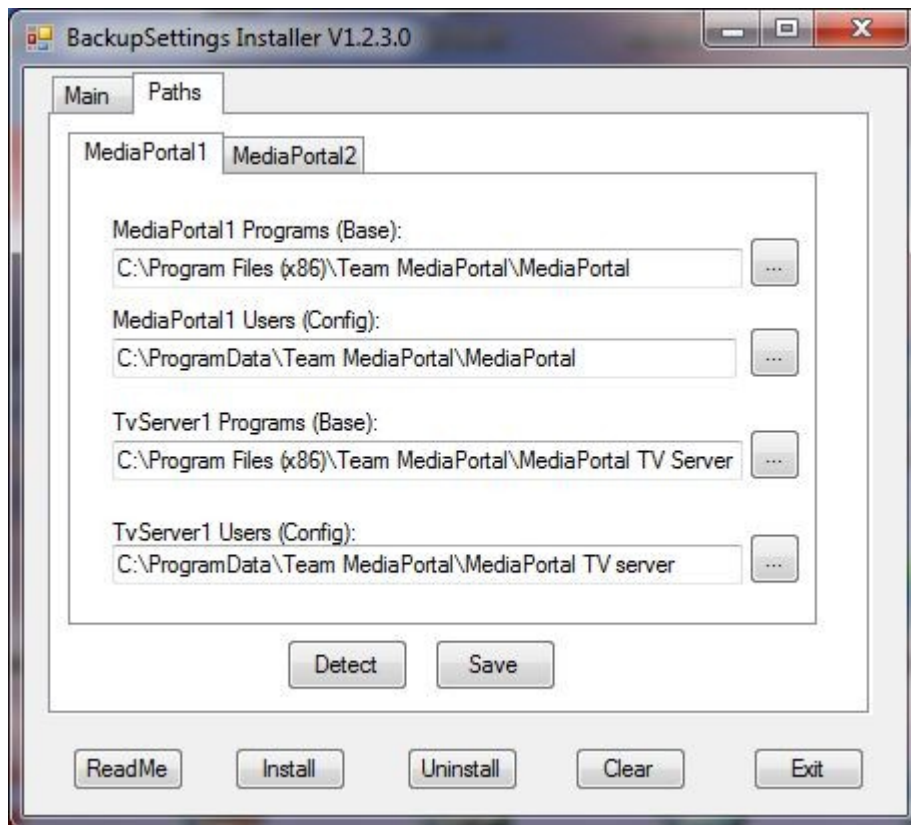 BackupSettings Installer V1.2.3.0
Main Paths
MediaPortal1 MediaPortal2
MediaPortal1 Programs (Base):
C:\Program Files (x86)\Team MediaPortal\MediaPortal
...
MediaPortal1 Users (Config):
C:\ProgramData\Team MediaPortal\MediaPortal
...
TvServer1 Programs (Base):
C:\Program Files (x86)\Team MediaPortal\MediaPortal TV Server
...
TvServer1 Users (Config):
C:\ProgramData\Team MediaPortal\MediaPortal TV server
...
Detect Save
ReadMe Install Uninstall Clear Exit